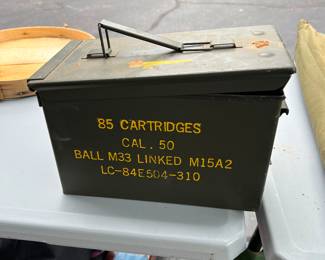 85 CARTRIDGES
CAL. 50
BALL M33 LINKED M15A2
LC-84E504-310